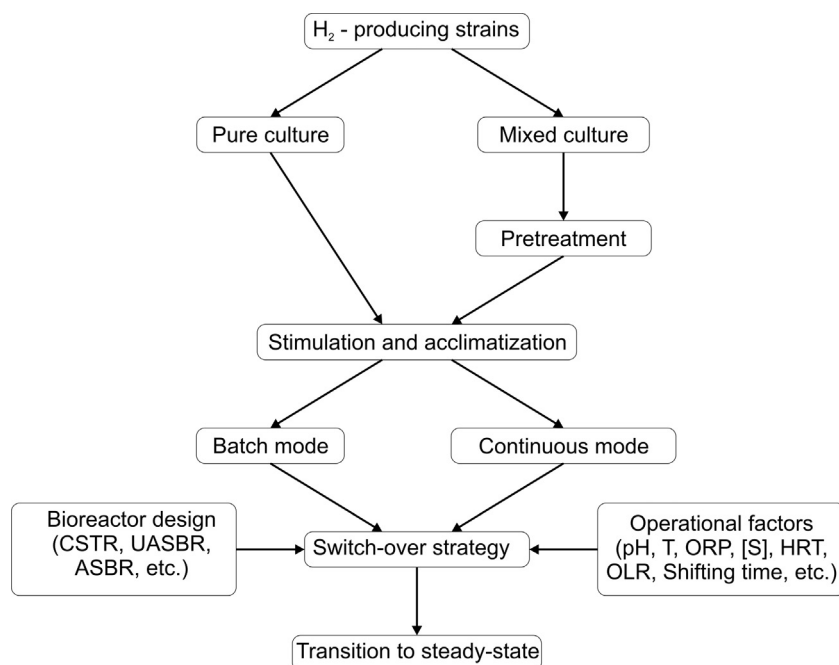 H₂ - producing strains
Pure culture
Mixed culture
Pretreatment
Stimulation and acclimatization
Batch mode
Continuous mode
Bioreactor design
(CSTR, UASBR,
ASBR, etc.)
Switch-over strategy
Operational factors
(pH, T, ORP, [S], HRT,
OLR, Shifting time, etc.)
Transition to steady-state